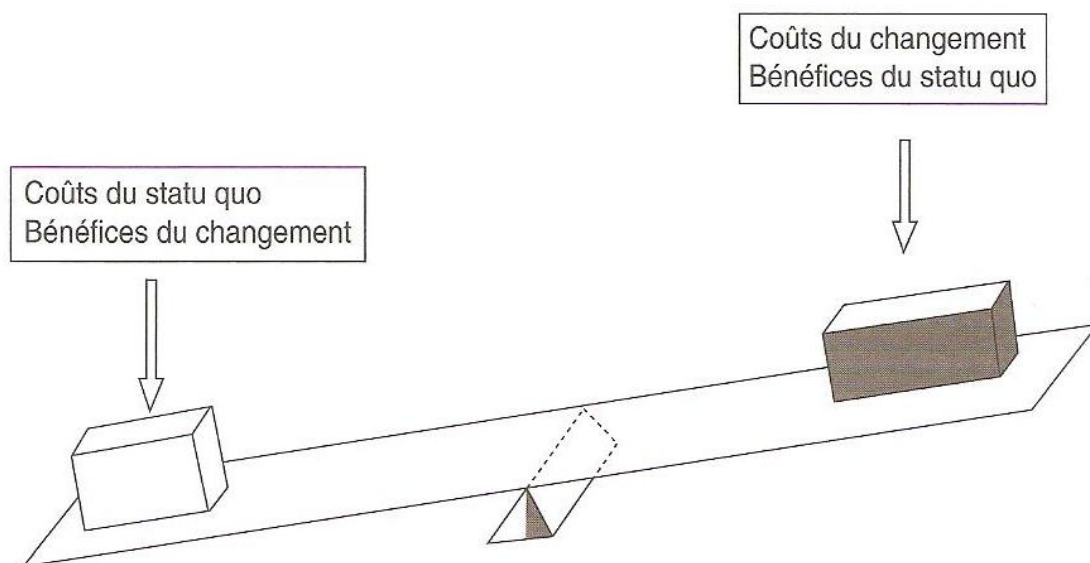 Coûts du changement
Bénéfices du statu quo
Coûts du statu quo
Bénéfices du changement